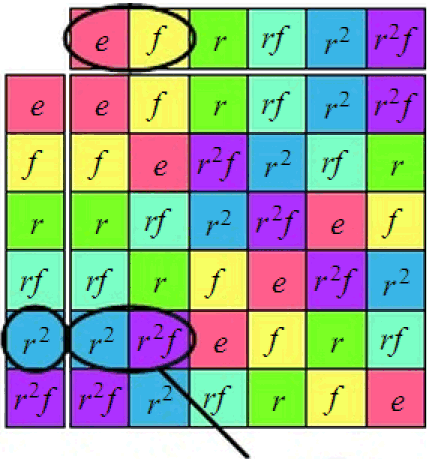 e f r rf r² r²f
e e f r rf r² r²f
f f e r²f r² rf r
r r rf r² r²f e f
rf rf r f e r²f r²
r² r² r²f e f r rf
r²f r²f r² rf r f e